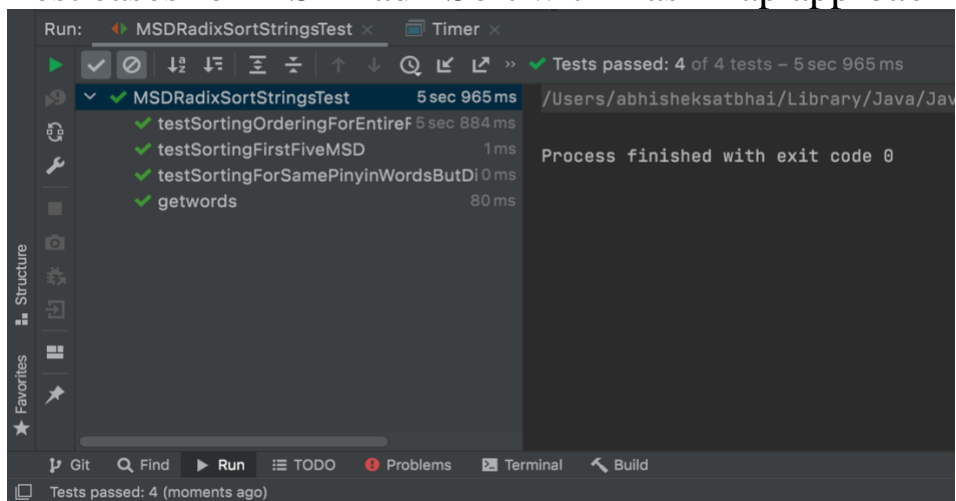 Run: MSDRadixSortStringsTest × Timer ×
Tests passed: 4 of 4 tests – 5 sec 965 ms
MSDRadixSortStringsTest 5 sec 965 ms
/Users/abhisheksatbhai/Library/Java/Jav
testSortingOrderingForEntireF 5 sec 884 ms
testSortingFirstFiveMSD 1 ms
Process finished with exit code 0
testSortingForSamePinyinWordsButDi 0 ms
getwords 80 ms
Structure
Favorites
Git Find Run TODO Problems Terminal Build
Tests passed: 4 (moments ago)